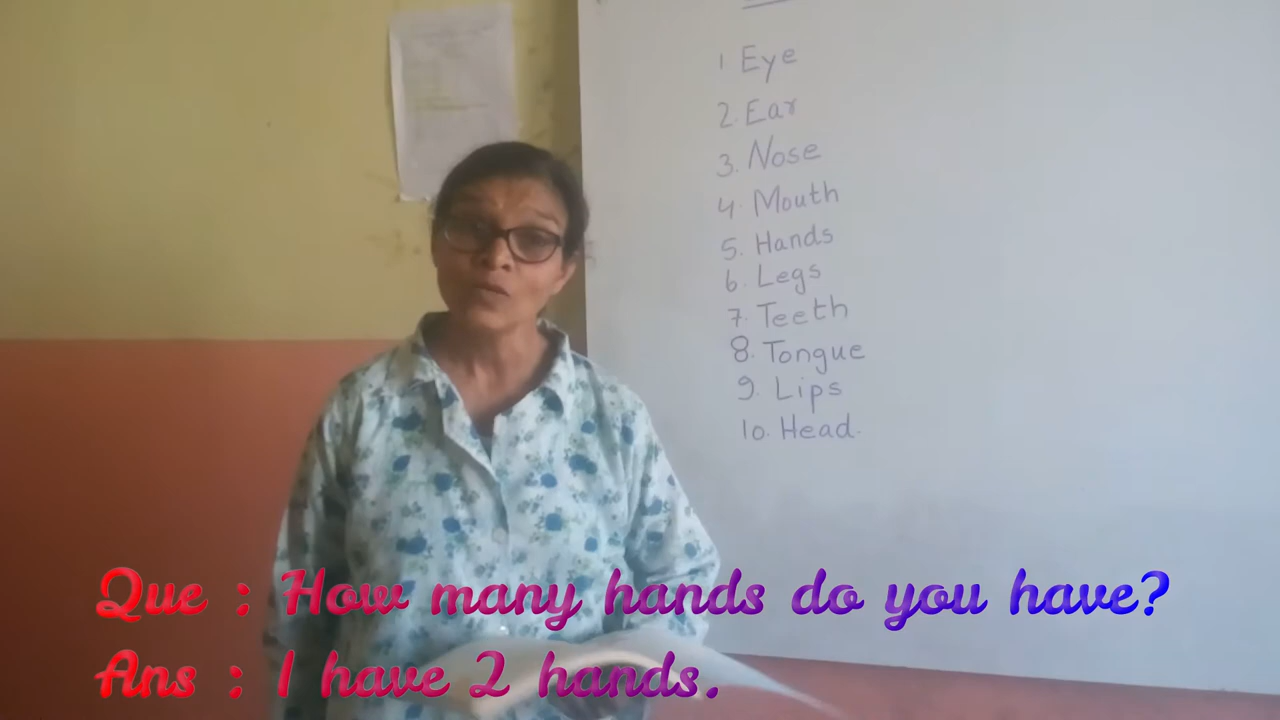 1 Eye
2. Ear
3. Nose
4. Mouth
5. Hands
6. Legs
7. Teeth
8. Tongue
9. Lips
10. Head.
Que : How many hands do you have?
Ans : I have 2 hands.